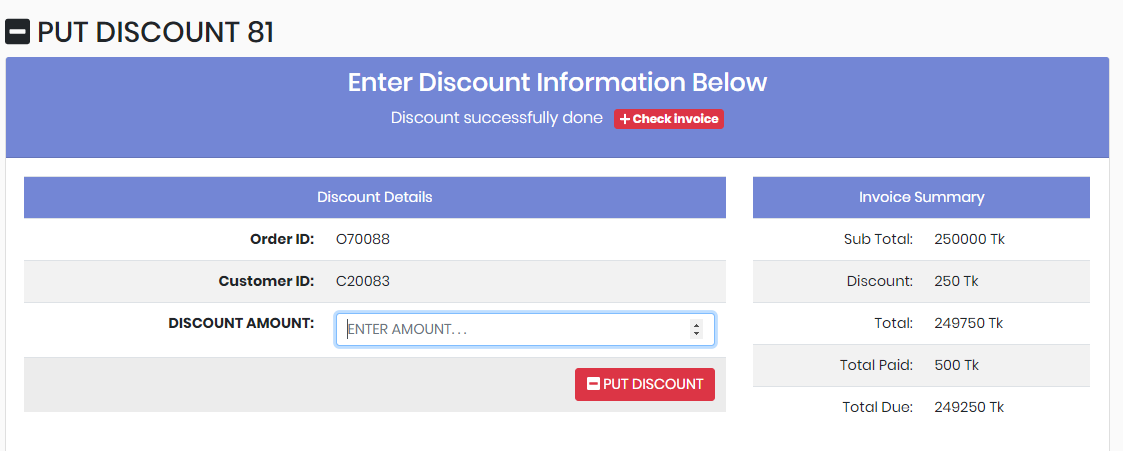 PUT DISCOUNT 81
Enter Discount Information Below
Discount successfully done + Check invoice
Discount Details
Order ID: O70088
Customer ID: C20083
DISCOUNT AMOUNT: ENTER AMOUNT. . .
PUT DISCOUNT
Invoice Summary
Sub Total: 250000 Tk
Discount: 250 Tk
Total: 249750 Tk
Total Paid: 500 Tk
Total Due: 249250 Tk